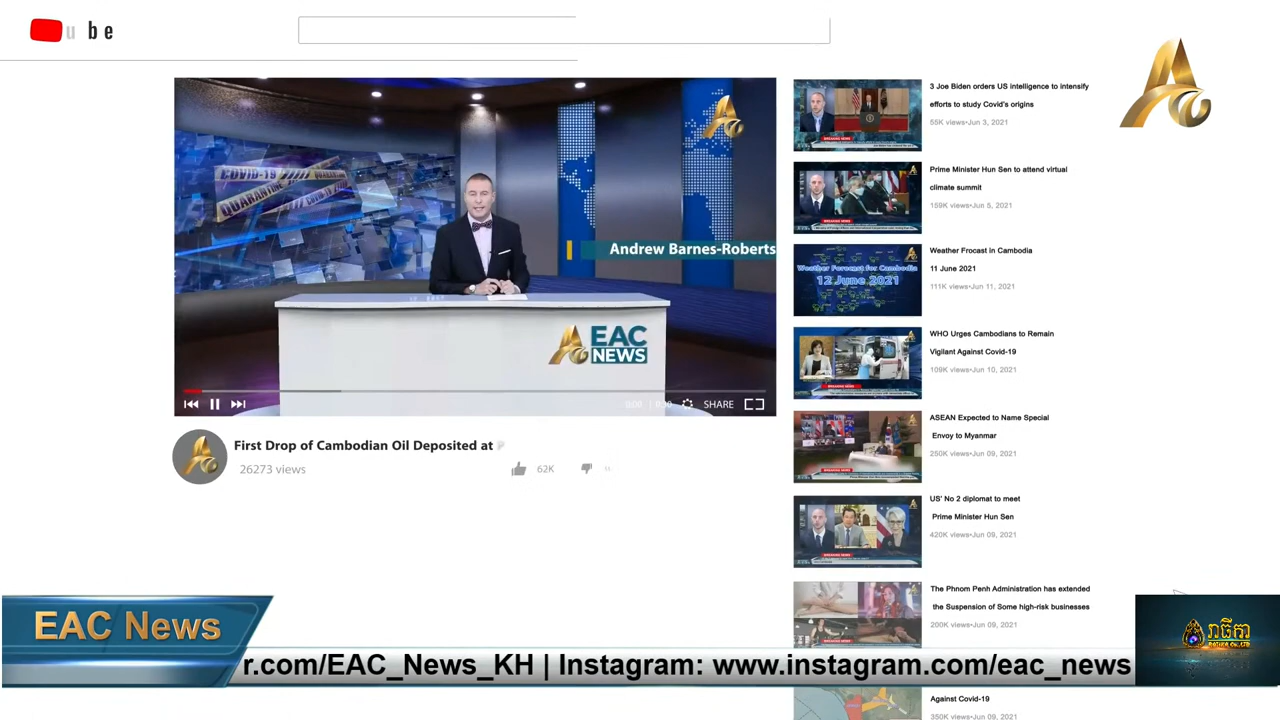 u be
COVID-19
QUARANTINE
Andrew Barnes-Roberts
EAC
NEWS
SHARE
First Drop of Cambodian Oil Deposited at P
26273 views
62K
3 Joe Biden orders US intelligence to intensify
efforts to study Covid's origins
55K views•Jun 3, 2021
Prime Minister Hun Sen to attend virtual
climate summit
159K views•Jun 5, 2021
Weather Forecast for Cambodia
12 June 2021
Weather Frocast in Cambodia
11 June 2021
111K views•Jun 11, 2021
WHO Urges Cambodians to Remain
Vigilant Against Covid-19
109K views•Jun 10, 2021
ASEAN Expected to Name Special
Envoy to Myanmar
250K views•Jun 09, 2021
US' No 2 diplomat to meet
Prime Minister Hun Sen
420K views•Jun 09, 2021
The Phnom Penh Administration has extended
the Suspension of Some high-risk businesses
200K views•Jun 09, 2021
Against Covid-19
350K views•Jun 09, 2021
EAC News
r.com/EAC_News_KH | Instagram: www.instagram.com/eac_news